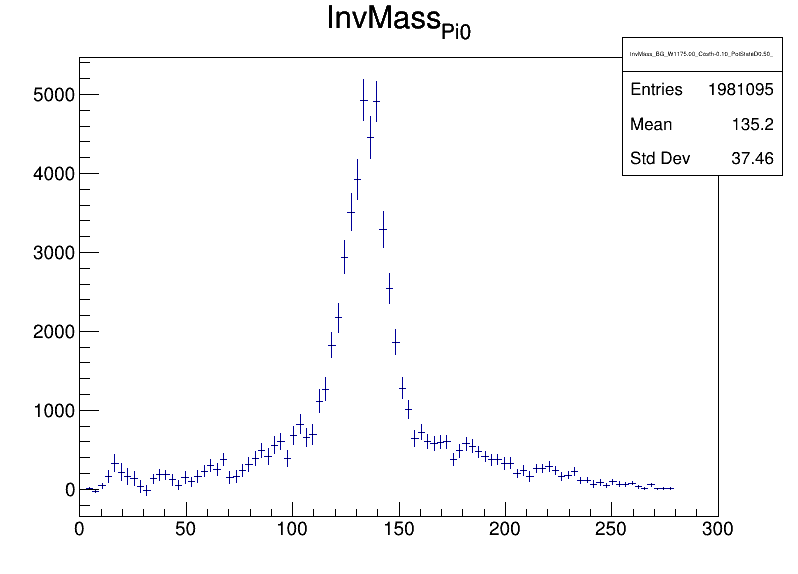 InvMass_Pi0
InvMass_BG_W1175.00_Costh-0.10_PolStateD0.50_
Entries 1981095
Mean 135.2
Std Dev 37.46
5000
4000
3000
2000
1000
0
0 50 100 150 200 250 300